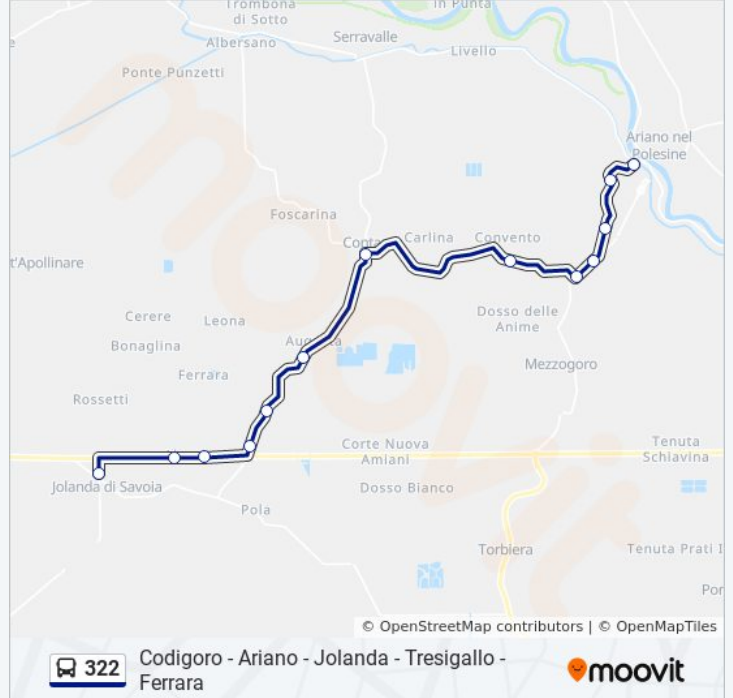 Trombona
di Sotto
in Punta
Serravalle
Albersano
Livello
Ponte Punzetti
Ariano nel
Polesine
Foscarina
Carlina
Convento
t'Apollinare
Cerere
Leona
Dosso delle
Anime
Bonaglina
Mezzogoro
Ferrara
Rossetti
Corte Nuova
Amiani
Tenuta
Schiavina
Jolanda di Savoia
Dosso Bianco
Pola
Torbiera
Tenuta Prati I
moovit
© OpenStreetMap contributors | © OpenMapTiles
322
Codigoro - Ariano - Jolanda - Tresigallo -
Ferrara
moovit